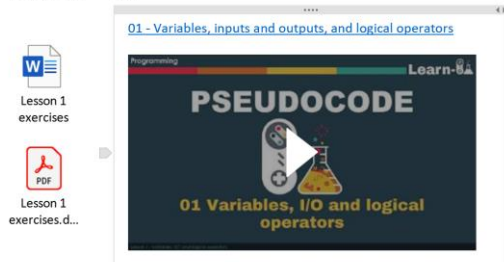 01 - Variables, inputs and outputs, and logical operators
W
Lesson 1
exercises
PDF
Lesson 1
exercises.d...
Programming
Learn-
PSEUDOCODE
01 Variables, I/O and logical
operators